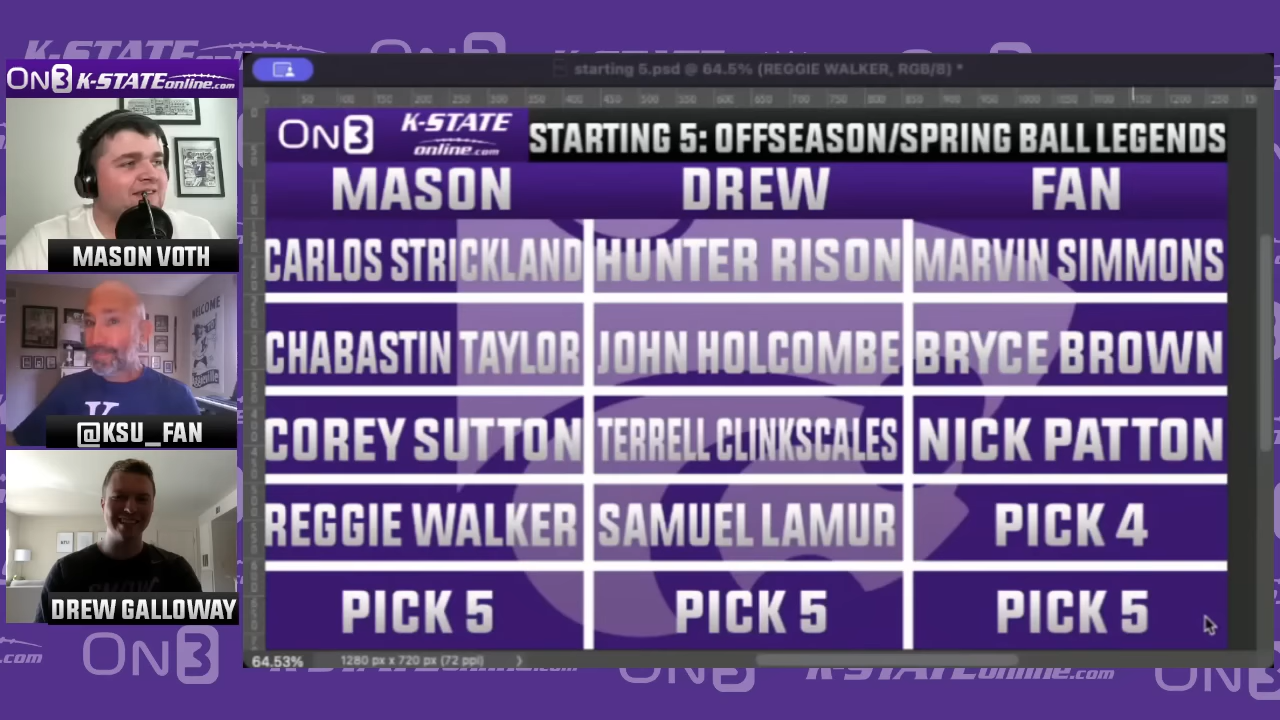 ON3 K-STATEonline.com
MASON VOTH
@KSU_FAN
DREW GALLOWAY
starting 5.psd @ 64.5% (REGGIE WALKER, RGB/8) *
ON3 K-STATE online.com
STARTING 5: OFFSEASON/SPRING BALL LEGENDS
MASON DREW FAN
CARLOS STRICKLAND HUNTER RISON MARVIN SIMMONS
CHABASTIN TAYLOR JOHN HOLCOMBE BRYCE BROWN
COREY SUTTON TERRELL CLINKSCALES NICK PATTON
REGGIE WALKER SAMUEL LAMUR PICK 4
PICK 5 PICK 5 PICK 5
64.53% 1280 px x 720 px (72 ppi)
ON3
K-STATEonline.com